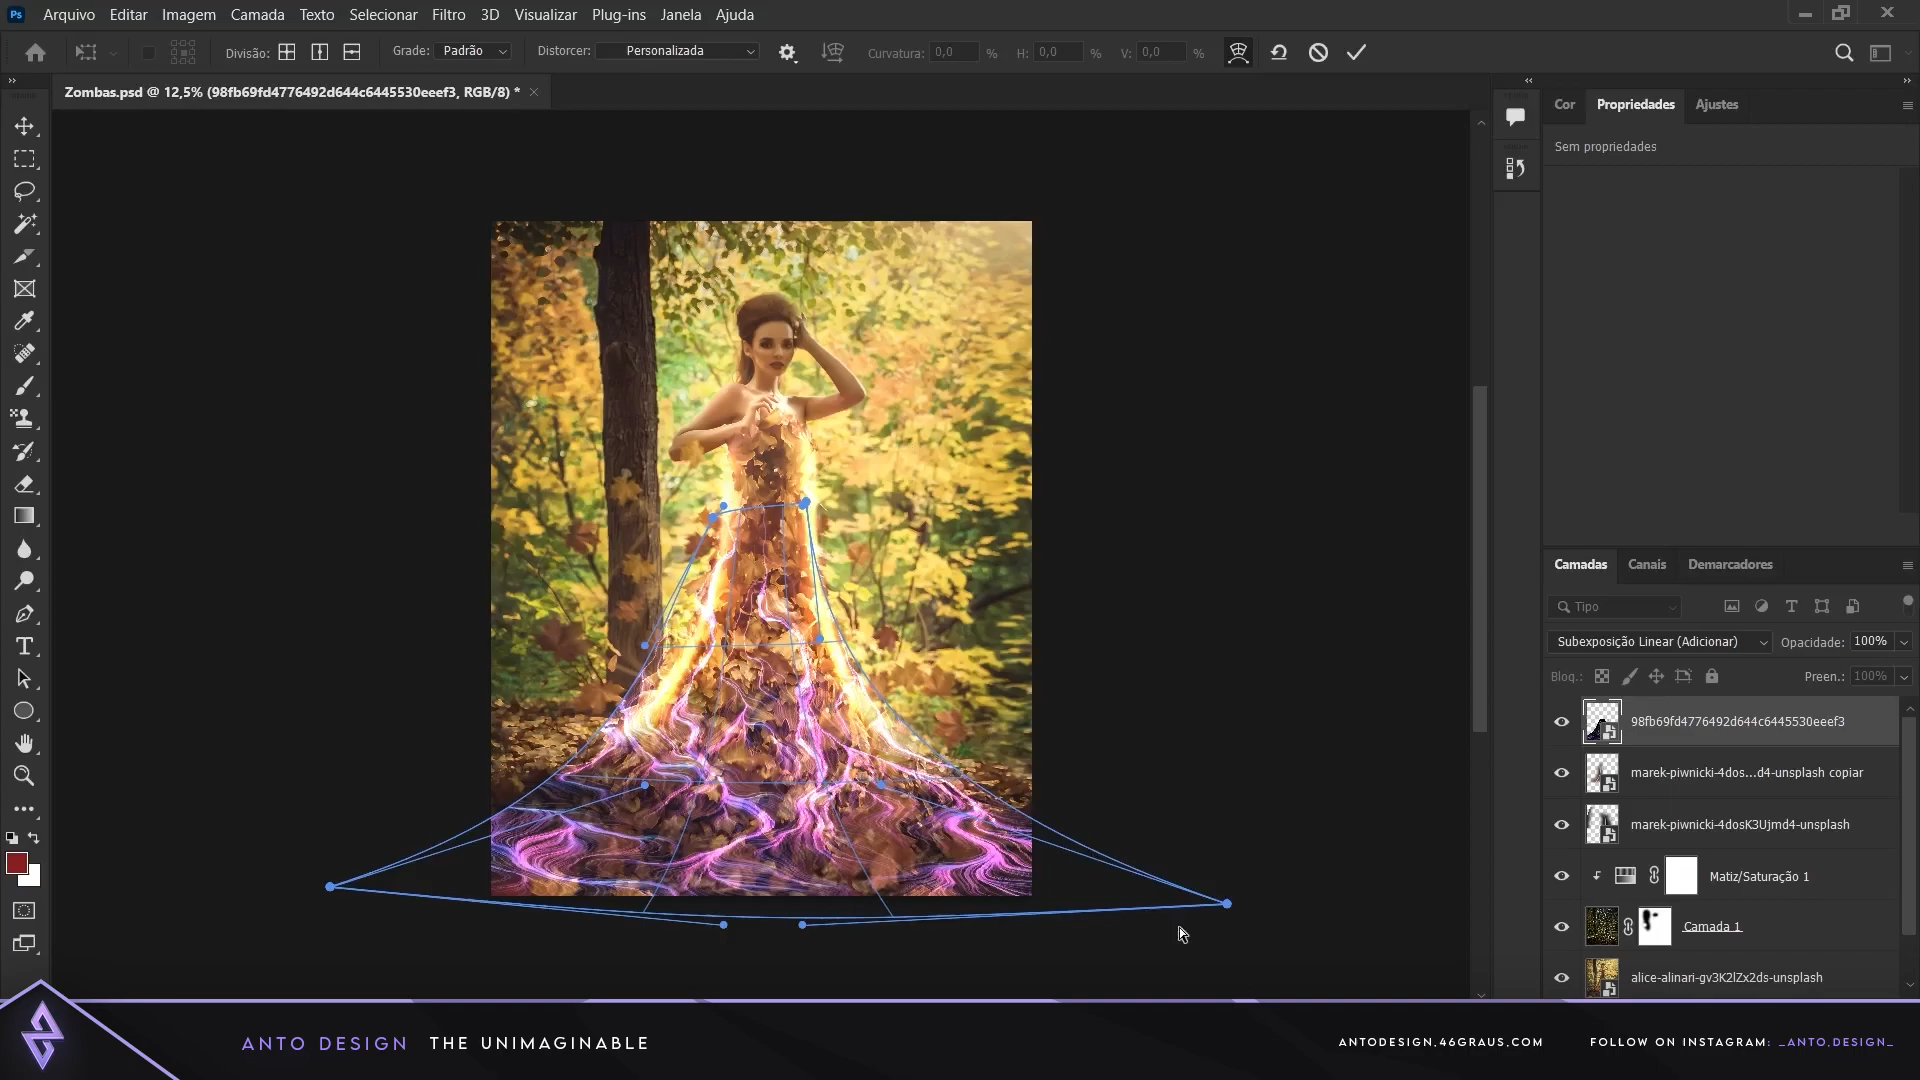 Ps Arquivo Editar Imagem Camada Texto Selecionar Filtro 3D Visualizar Plug-ins Janela Ajuda
Divisão: Grade: Padrão Distorcer: Personalizada Curvatura: 0,0 % H: 0,0 % V: 0,0 %
Zombas.psd @ 12,5% (98fb69fd4776492d644c6445530eeef3, RGB/8) *
Cor Propriedades Ajustes
Sem propriedades
Camadas Canais Demarcadores
Tipo
Subexposição Linear (Adicionar) Opacidade: 100%
Bloq.: Preen.: 100%
98fb69fd4776492d644c6445530eeef3
marek-piwnicki-4dos...d4-unsplash copiar
marek-piwnicki-4dosK3Ujmd4-unsplash
Matiz/Saturação 1
Camada 1
alice-alinari-gv3K2lZx2ds-unsplash
ANTO DESIGN THE UNIMAGINABLE
ANTODESIGN.46GRAUS.COM
FOLLOW ON INSTAGRAM: _ANTO.DESIGN_